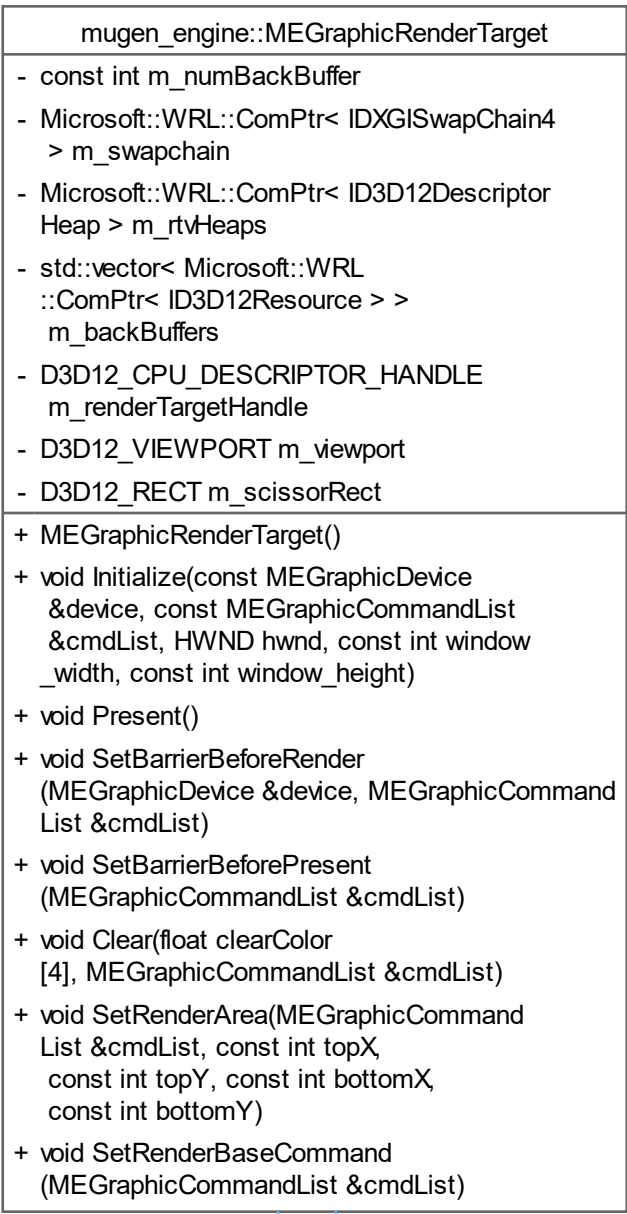 mugen_engine::MEGraphicRenderTarget
- const int m_numBackBuffer
- Microsoft::WRL::ComPtr< IDXGISwapChain4
> m_swapchain
- Microsoft::WRL::ComPtr< ID3D12Descriptor
Heap > m_rtvHeaps
- std::vector< Microsoft::WRL
::ComPtr< ID3D12Resource > >
m_backBuffers
- D3D12_CPU_DESCRIPTOR_HANDLE
m_renderTargetHandle
- D3D12_VIEWPORT m_viewport
- D3D12_RECT m_scissorRect
+ MEGraphicRenderTarget()
+ void Initialize(const MEGraphicDevice
&device, const MEGraphicCommandList
&cmdList, HWND hwnd, const int window
_width, const int window_height)
+ void Present()
+ void SetBarrierBeforeRender
(MEGraphicDevice &device, MEGraphicCommand
List &cmdList)
+ void SetBarrierBeforePresent
(MEGraphicCommandList &cmdList)
+ void Clear(float clearColor
[4], MEGraphicCommandList &cmdList)
+ void SetRenderArea(MEGraphicCommand
List &cmdList, const int topX,
const int topY, const int bottomX,
const int bottomY)
+ void SetRenderBaseCommand
(MEGraphicCommandList &cmdList)